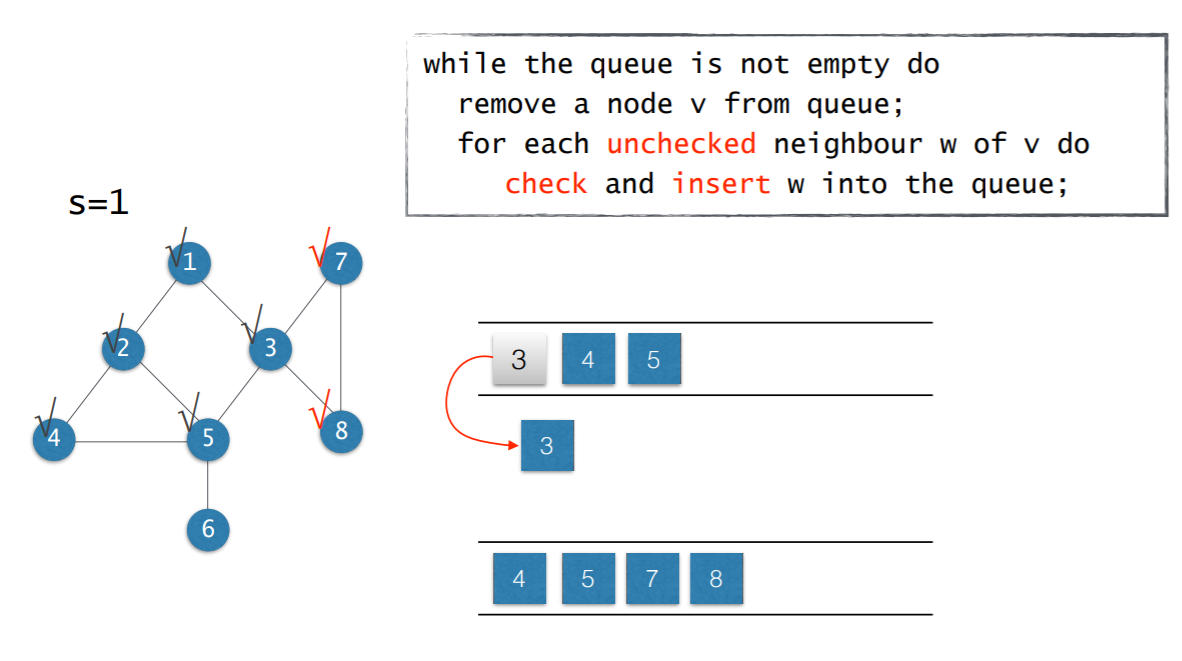 while the queue is not empty do
remove a node v from queue;
for each unchecked neighbour w of v do
check and insert w into the queue;
s=1
√ 1
√ 7
√ 2
√ 3
√ 4
√ 5
√ 8
6
3 4 5
3
4 5 7 8